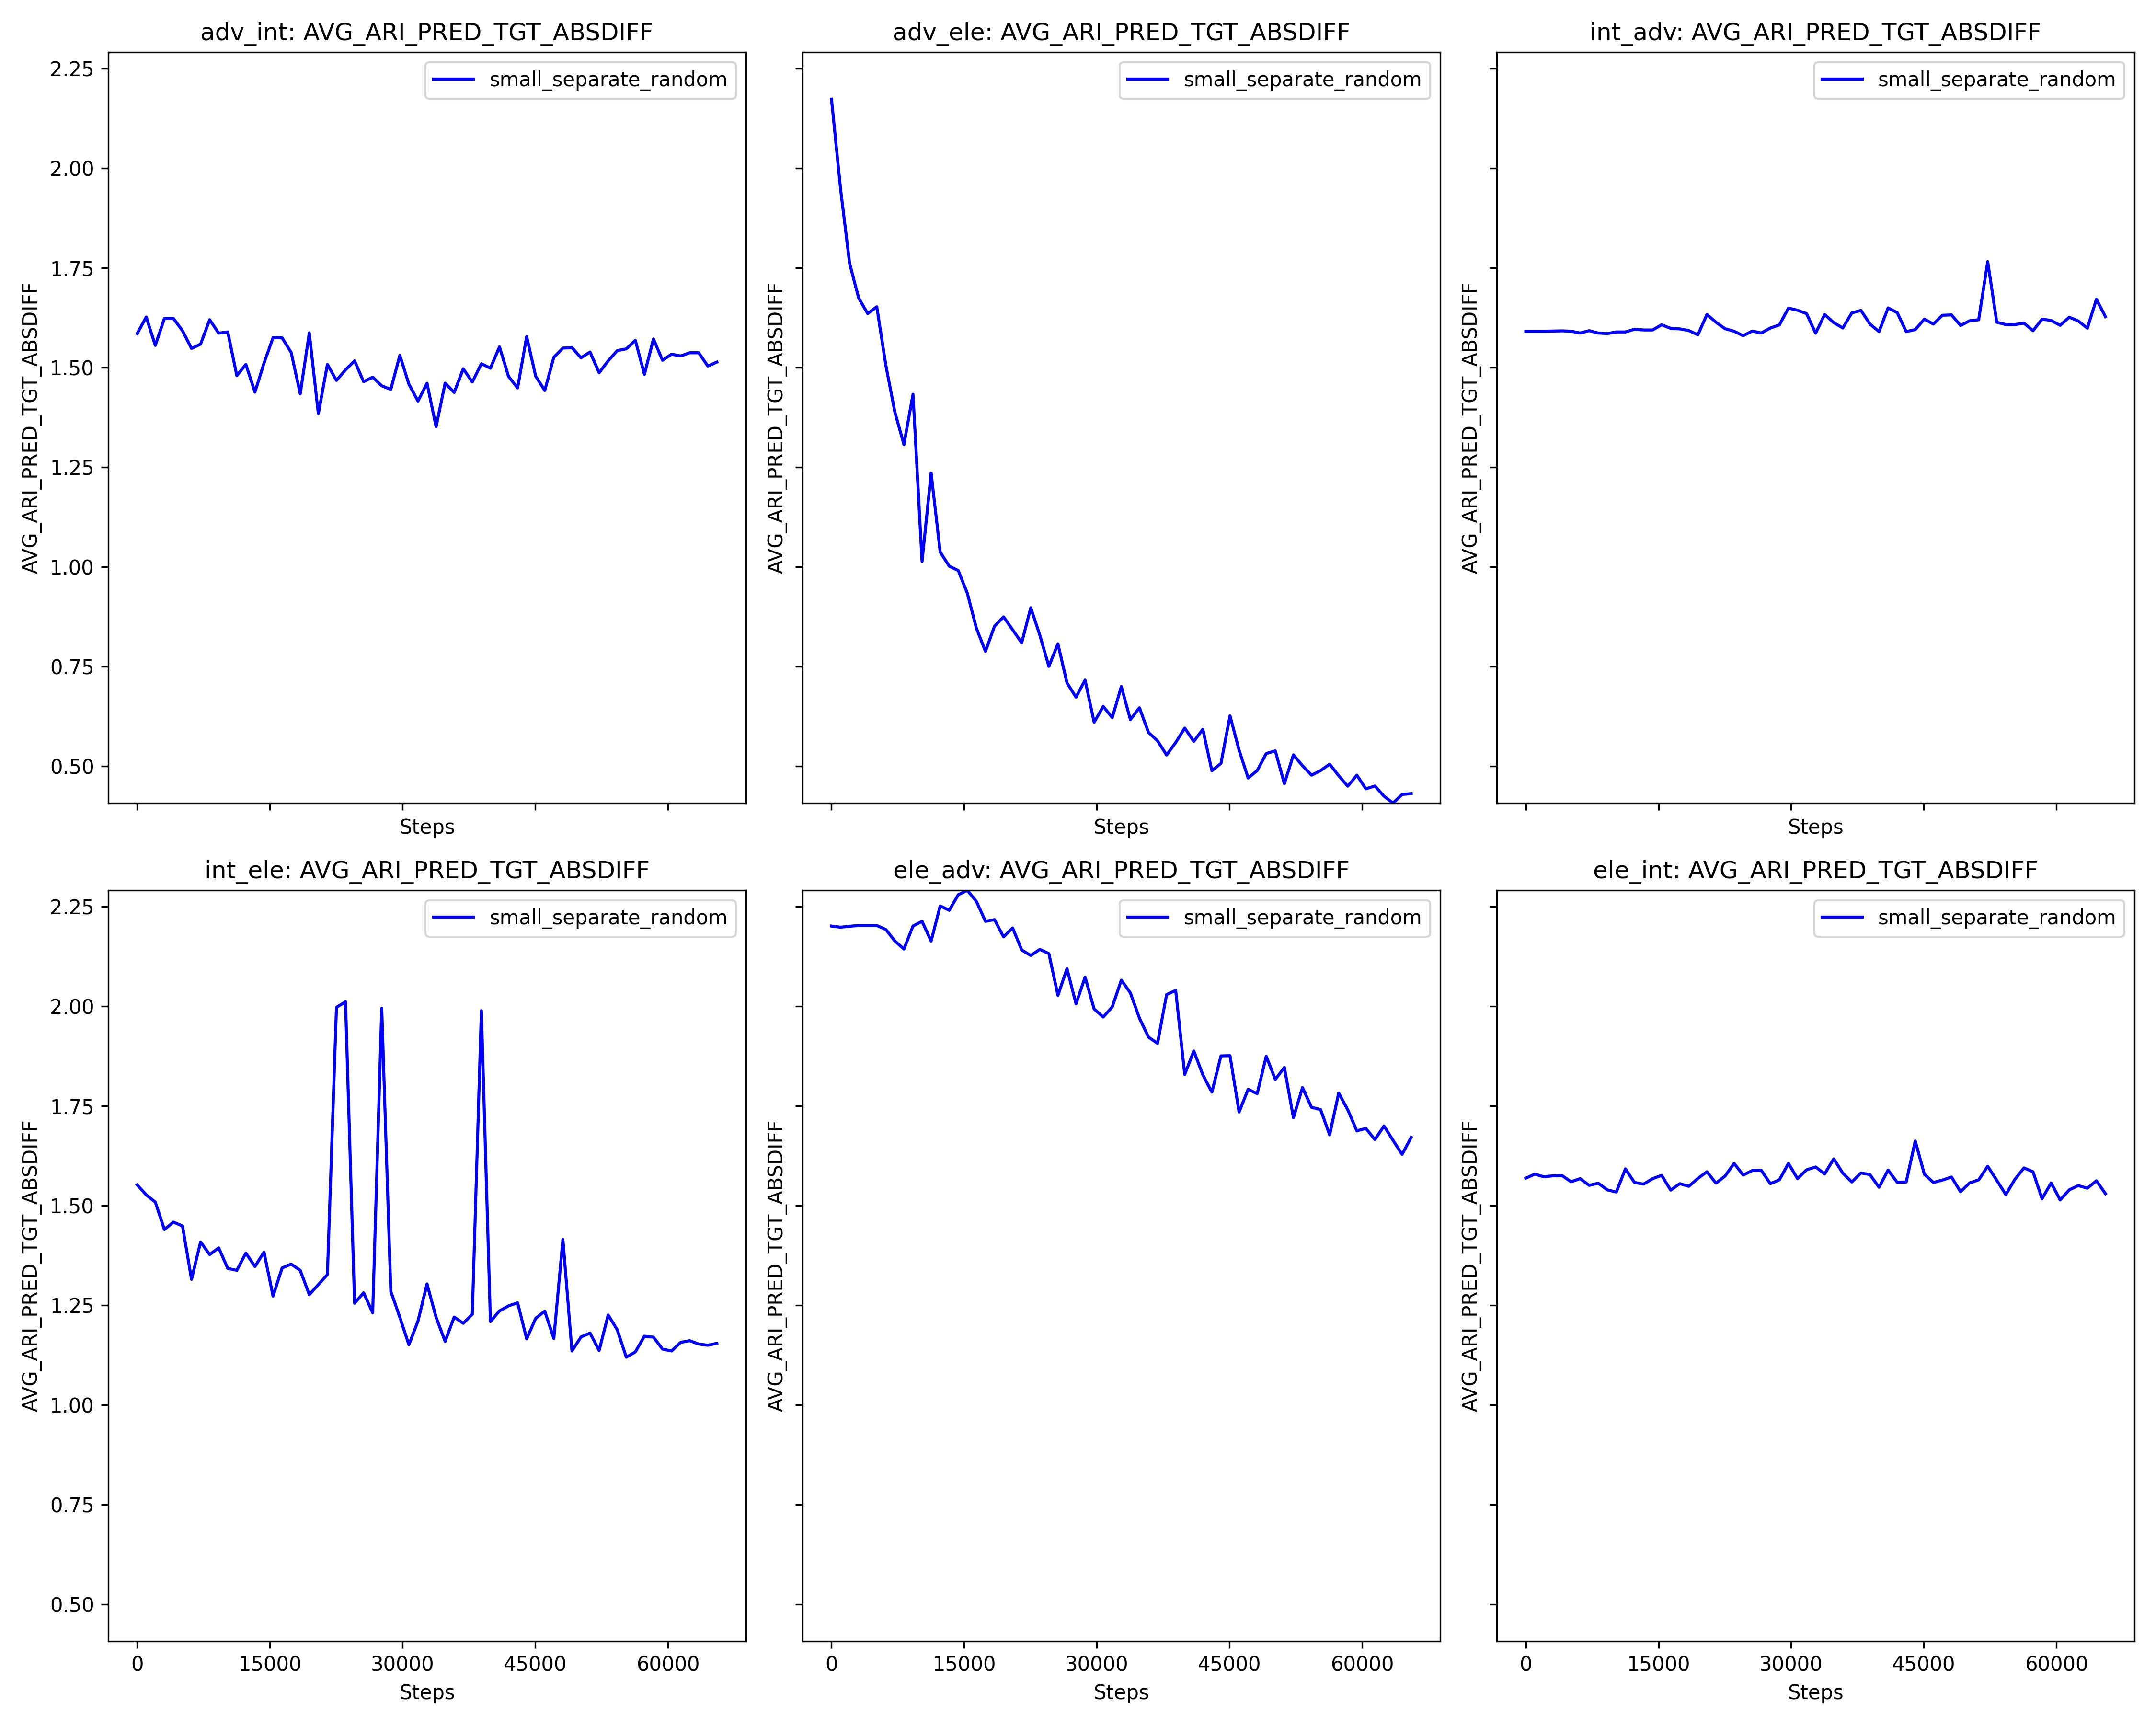 adv_int: AVG_ARI_PRED_TGT_ABSDIFF
adv_ele: AVG_ARI_PRED_TGT_ABSDIFF
int_adv: AVG_ARI_PRED_TGT_ABSDIFF
small_separate_random
small_separate_random
small_separate_random
2.25
2.00
1.75
1.50
1.25
1.00
0.75
0.50
AVG_ARI_PRED_TGT_ABSDIFF
AVG_ARI_PRED_TGT_ABSDIFF
AVG_ARI_PRED_TGT_ABSDIFF
Steps
Steps
Steps
int_ele: AVG_ARI_PRED_TGT_ABSDIFF
ele_adv: AVG_ARI_PRED_TGT_ABSDIFF
ele_int: AVG_ARI_PRED_TGT_ABSDIFF
small_separate_random
small_separate_random
small_separate_random
2.25
2.00
1.75
1.50
1.25
1.00
0.75
0.50
AVG_ARI_PRED_TGT_ABSDIFF
AVG_ARI_PRED_TGT_ABSDIFF
AVG_ARI_PRED_TGT_ABSDIFF
0 15000 30000 45000 60000
0 15000 30000 45000 60000
0 15000 30000 45000 60000
Steps
Steps
Steps